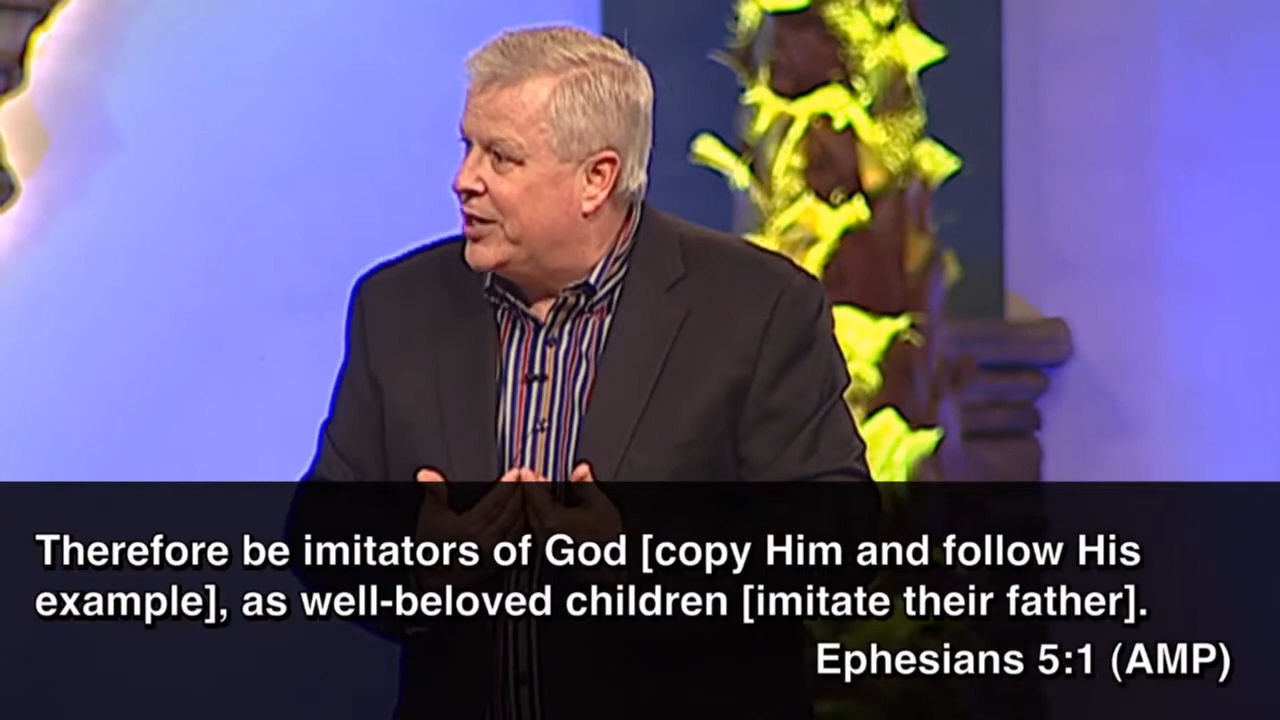 Therefore be imitators of God [copy Him and follow His
example], as well-beloved children [imitate their father].
Ephesians 5:1 (AMP)